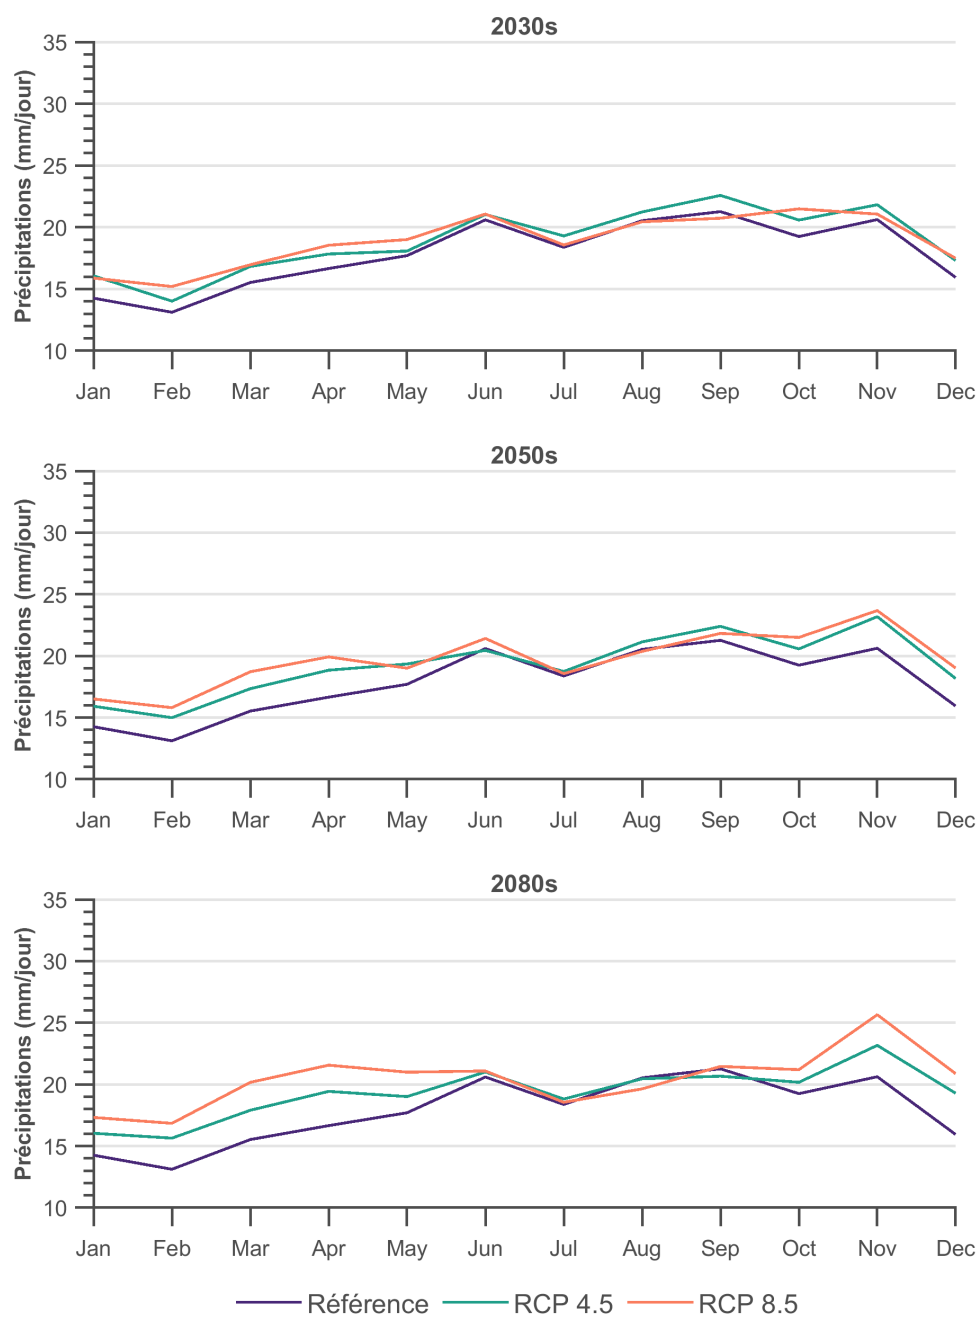 2030s
Précipitations (mm/jour)
35
30
25
20
15
10
Jan Feb Mar Apr May Jun Jul Aug Sep Oct Nov Dec
2050s
Précipitations (mm/jour)
35
30
25
20
15
10
Jan Feb Mar Apr May Jun Jul Aug Sep Oct Nov Dec
2080s
Précipitations (mm/jour)
35
30
25
20
15
10
Jan Feb Mar Apr May Jun Jul Aug Sep Oct Nov Dec
Référence RCP 4.5 RCP 8.5